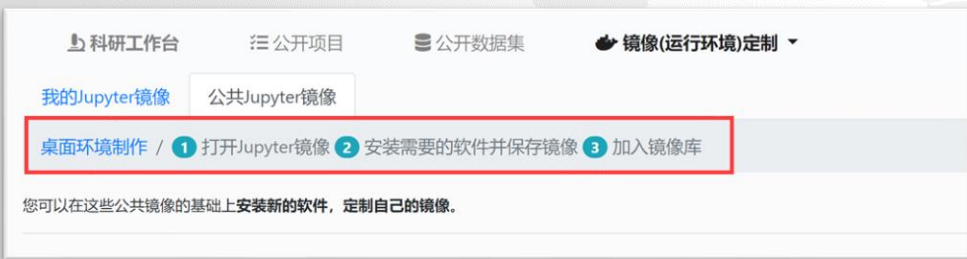 科研工作台 公开项目 公开数据集 镜像(运行环境)定制
我的Jupyter镜像 公共Jupyter镜像
桌面环境制作 / 1 打开Jupyter镜像 2 安装需要的软件并保存镜像 3 加入镜像库
您可以在这些公共镜像的基础上安装新的软件，定制自己的镜像。